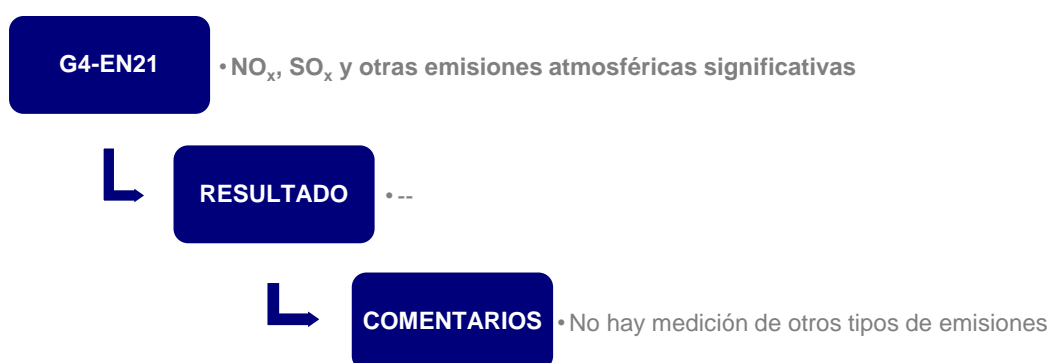 G4-EN21
• NOx, SOx y otras emisiones atmosféricas significativas
RESULTADO
• --
COMENTARIOS
• No hay medición de otros tipos de emisiones